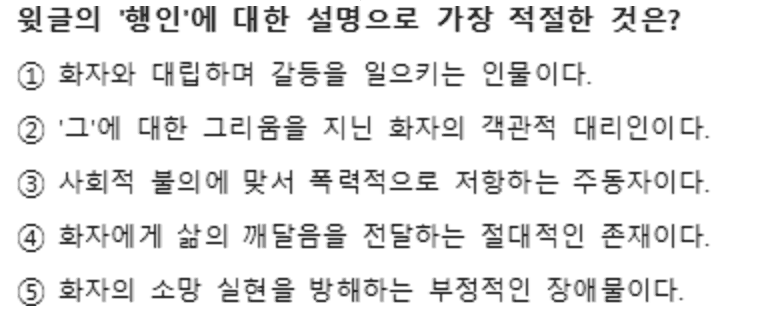 윗글의 '행인'에 대한 설명으로 가장 적절한 것은?
① 화자와 대립하며 갈등을 일으키는 인물이다.
② '그'에 대한 그리움을 지닌 화자의 객관적 대리인이다.
③ 사회적 불의에 맞서 폭력적으로 저항하는 주동자이다.
④ 화자에게 삶의 깨달음을 전달하는 절대적인 존재이다.
⑤ 화자의 소망 실현을 방해하는 부정적인 장애물이다.